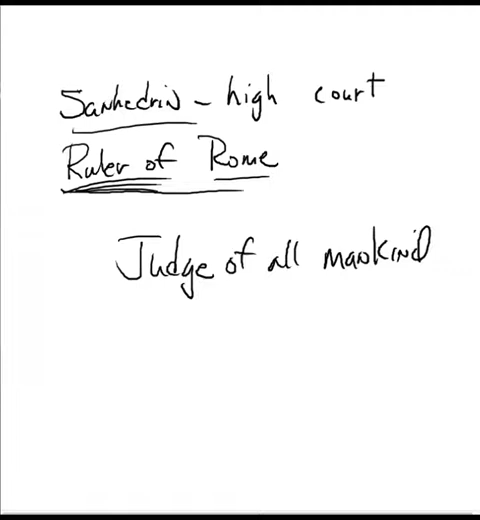 Sanhedrin - high court
Ruler of Rome
Judge of all mankind